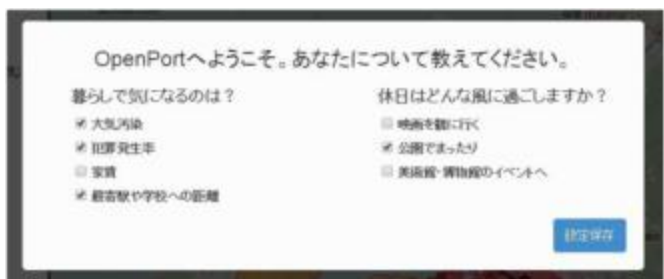 OpenPortへようこそ。あなたについて教えてください。
暮らしで気になるのは？
大気汚染
犯罪発生率
家賃
最寄駅や学校への距離
休日はどんな風に過ごしますか？
映画を観に行く
公園でまったり
美術館・博物館のイベントへ
設定保存